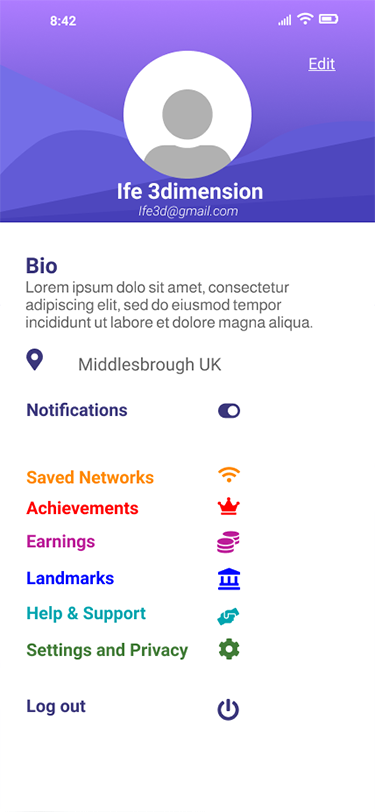 8:42
Edit
Ife 3dimension
Ife3d@gmail.com
Bio
Lorem ipsum dolo sit amet, consectetur
adipiscing elit, sed do eiusmod tempor
incididunt ut labore et dolore magna aliqua.
Middlesbrough UK
Notifications
Saved Networks
Achievements
Earnings
Landmarks
Help & Support
Settings and Privacy
Log out